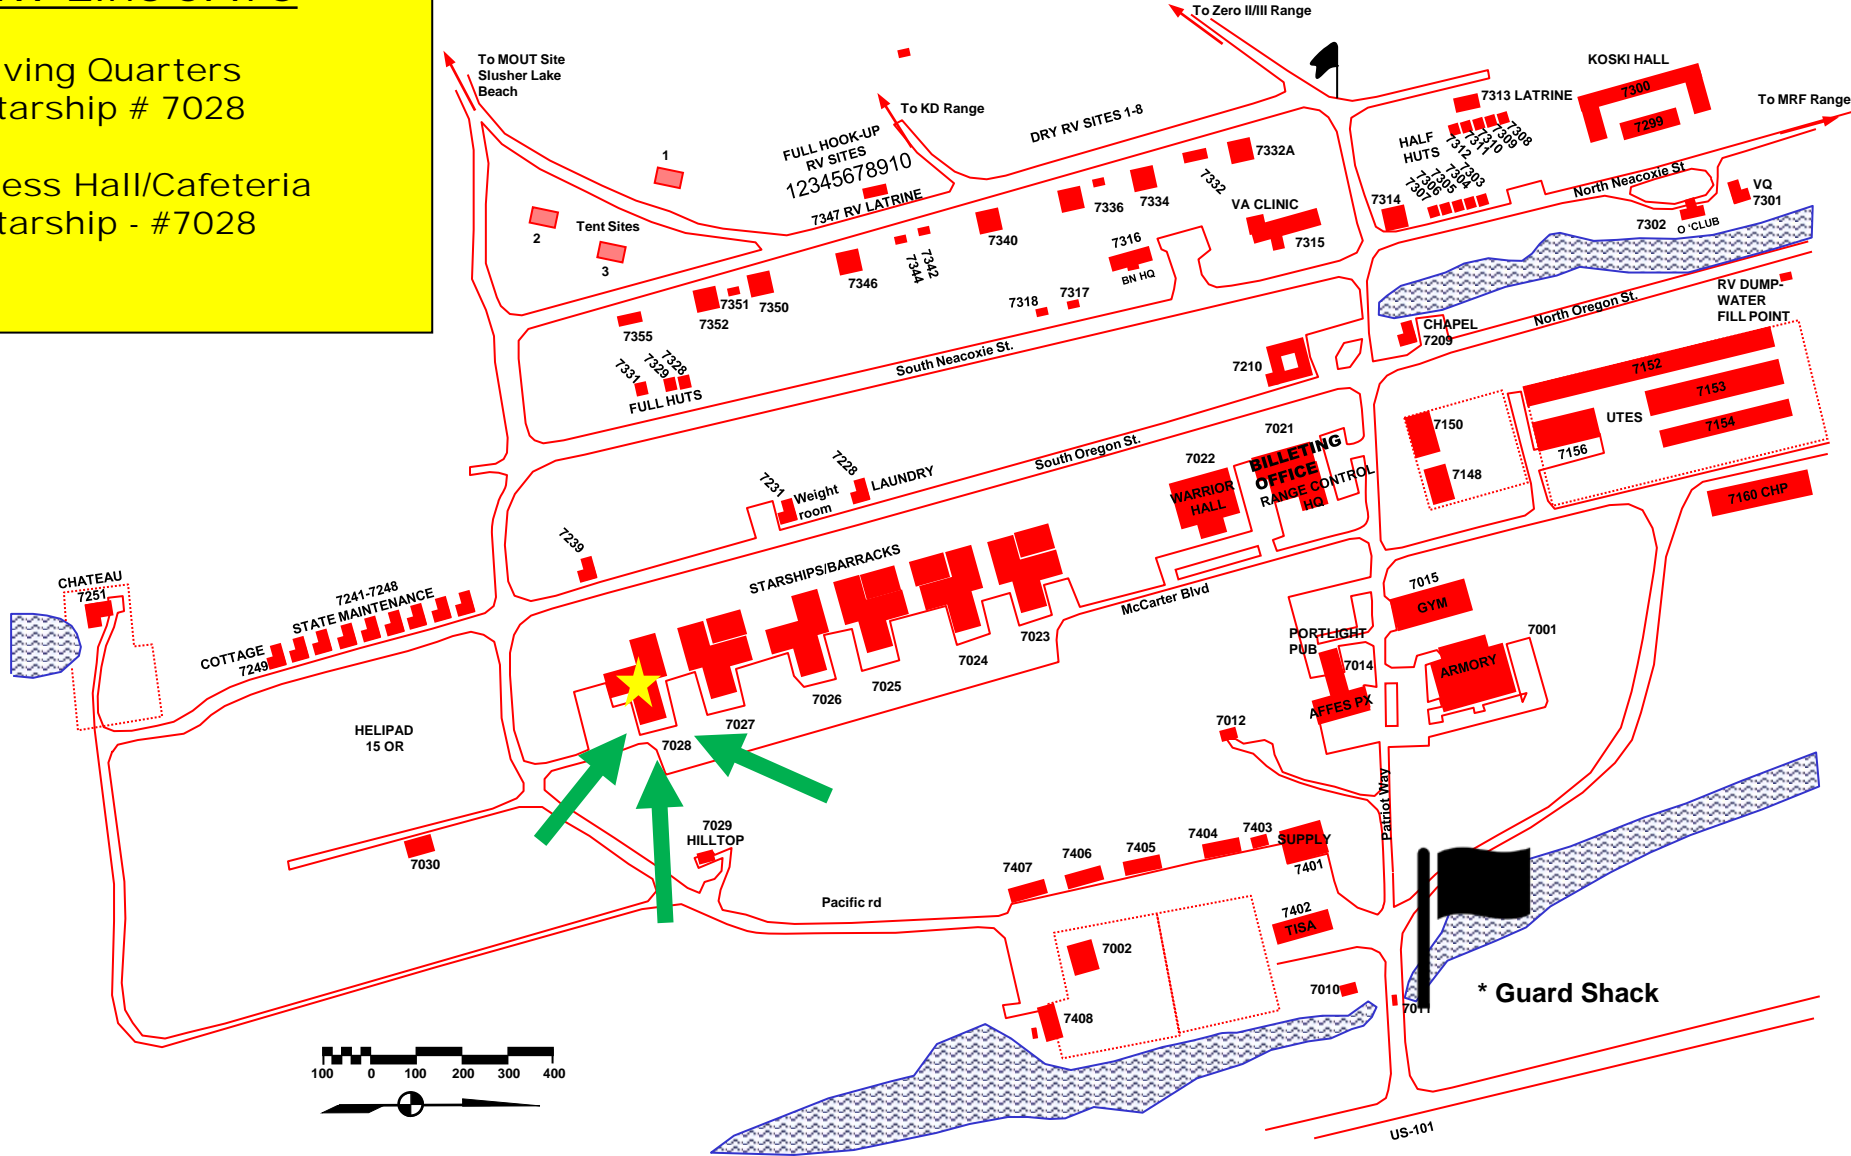 iving Quarters
tarship # 7028
ess Hall/Cafeteria
tarship - #7028
To MOUT Site
Slusher Lake
Beach
To KD Range
To Zero II/III Range
To MRF Range
KOSKI HALL
7300
7299
7313 LATRINE
HALF
HUTS
7312
7311
7310
7309
7308
7307
7306
7305
7304
7303
7314
North Neacoxie St
VQ
7301
7302
O 'CLUB
DRY RV SITES 1-8
FULL HOOK-UP
RV SITES
12345678910
7347 RV LATRINE
1
2
3
Tent Sites
7332A
7332
7334
7336
7340
7342
7344
7346
7350
7351
7352
7355
VA CLINIC
7315
7316
BN HQ
7317
7318
7331
7329
7328
FULL HUTS
South Neacoxie St.
North Oregon St.
RV DUMP-
WATER
FILL POINT
CHAPEL
7209
7210
7152
7153
7154
UTES
7156
7150
7148
7160 CHP
South Oregon St.
7021
BILLETING
OFFICE
RANGE CONTROL
HQ
7022
WARRIOR
HALL
7228
LAUNDRY
7231
Weight
room
7239
STARSHIPS/BARRACKS
McCarter Blvd
7023
7024
7025
7026
7027
7028
CHATEAU
7251
7241-7248
STATE MAINTENANCE
COTTAGE
7249
HELIPAD
15 OR
7030
7029
HILLTOP
7015
GYM
7001
ARMORY
PORTLIGHT
PUB
7014
AFFES PX
7012
Patriot Way
Pacific rd
7407
7406
7405
7404
7403
SUPPLY
7401
7402
TISA
7002
7408
7010
7011
* Guard Shack
US-101
100 0 100 200 300 400